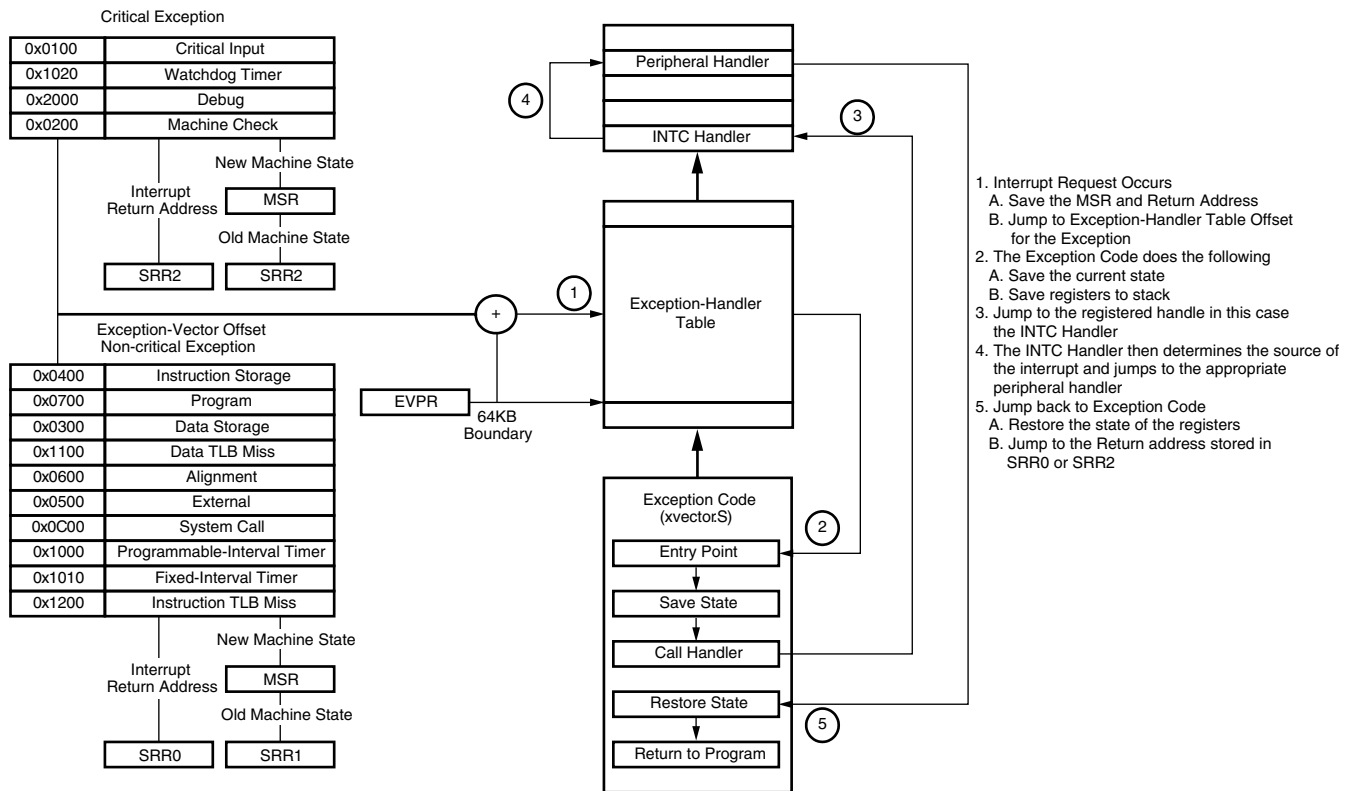 Critical Exception
0x0100 Critical Input
0x1020 Watchdog Timer
0x2000 Debug
0x0200 Machine Check
New Machine State
Interrupt
Return Address
MSR
Old Machine State
SRR2
SRR2
Exception-Vector Offset
Non-critical Exception
0x0400 Instruction Storage
0x0700 Program
0x0300 Data Storage
0x1100 Data TLB Miss
0x0600 Alignment
0x0500 External
0x0C00 System Call
0x1000 Programmable-Interval Timer
0x1010 Fixed-Interval Timer
0x1200 Instruction TLB Miss
New Machine State
Interrupt
Return Address
MSR
Old Machine State
SRR0
SRR1
+
1
EVPR
64KB
Boundary
Peripheral Handler
4
INTC Handler
3
Exception-Handler
Table
Exception Code
(xvector.S)
2
Entry Point
Save State
Call Handler
Restore State
5
Return to Program
1. Interrupt Request Occurs
A. Save the MSR and Return Address
B. Jump to Exception-Handler Table Offset
for the Exception
2. The Exception Code does the following
A. Save the current state
B. Save registers to stack
3. Jump to the registered handle in this case
the INTC Handler
4. The INTC Handler then determines the source of
the interrupt and jumps to the appropriate
peripheral handler
5. Jump back to Exception Code
A. Restore the state of the registers
B. Jump to the Return address stored in
SRR0 or SRR2